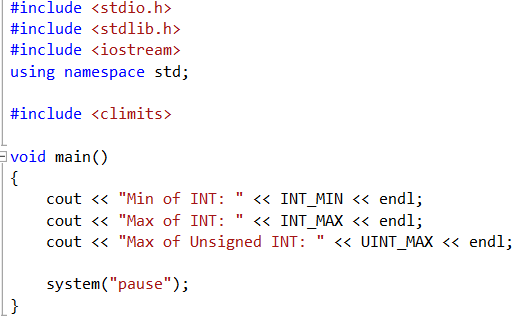 #include <stdio.h>
#include <stdlib.h>
#include <iostream>
using namespace std;
#include <climits>
void main()
{
cout << "Min of INT: " << INT_MIN << endl;
cout << "Max of INT: " << INT_MAX << endl;
cout << "Max of Unsigned INT: " << UINT_MAX << endl;
system("pause");
}